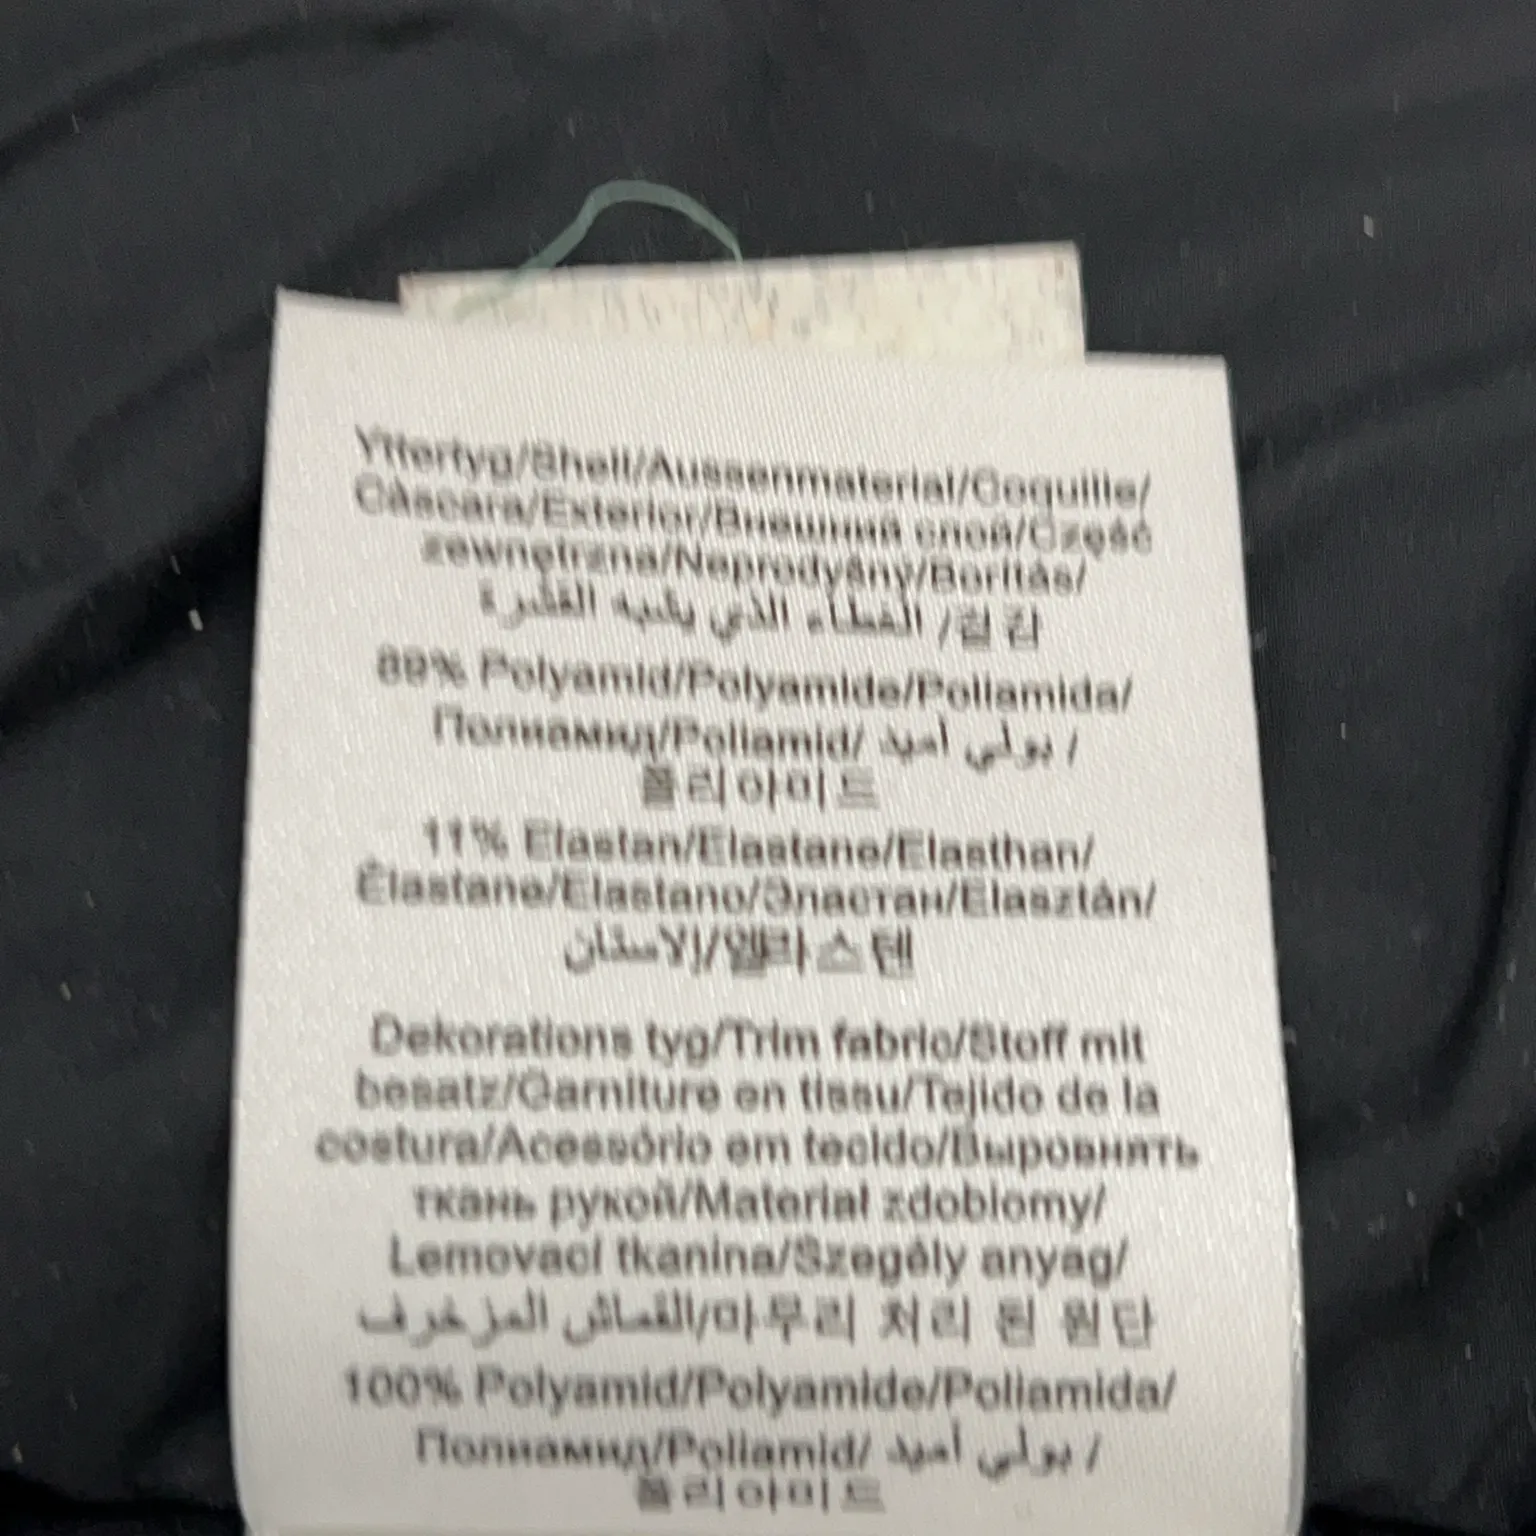 Yttertyg/Shell/Aussenmaterial/Coquille/
Cáscara/Exterior/Внешний слой/Część
zewnętrzna/Neprodyšný/Borítás/
겉 감/ الغطاء الذي يشبه القشرة
89% Polyamid/Polyamide/Poliamida/
Полиамид/Poliamid/ بولي أميد /
폴리아미드
11% Elastan/Elastane/Elasthan/
Élastane/Elastano/Эластан/Elasztán/
الاستان/엘라스텐
Dekorations tyg/Trim fabric/Stoff mit
besatz/Garniture en tissu/Tejido de la
costura/Acessório em tecido/Выровнять
ткань рукой/Materiał zdobiony/
Lemovací tkanina/Szegély anyag/
القماش المزخرف/마무리 처리 된 원단
100% Polyamid/Polyamide/Poliamida/
Полиамид/Poliamid/ بولي أميد /
폴리아미드